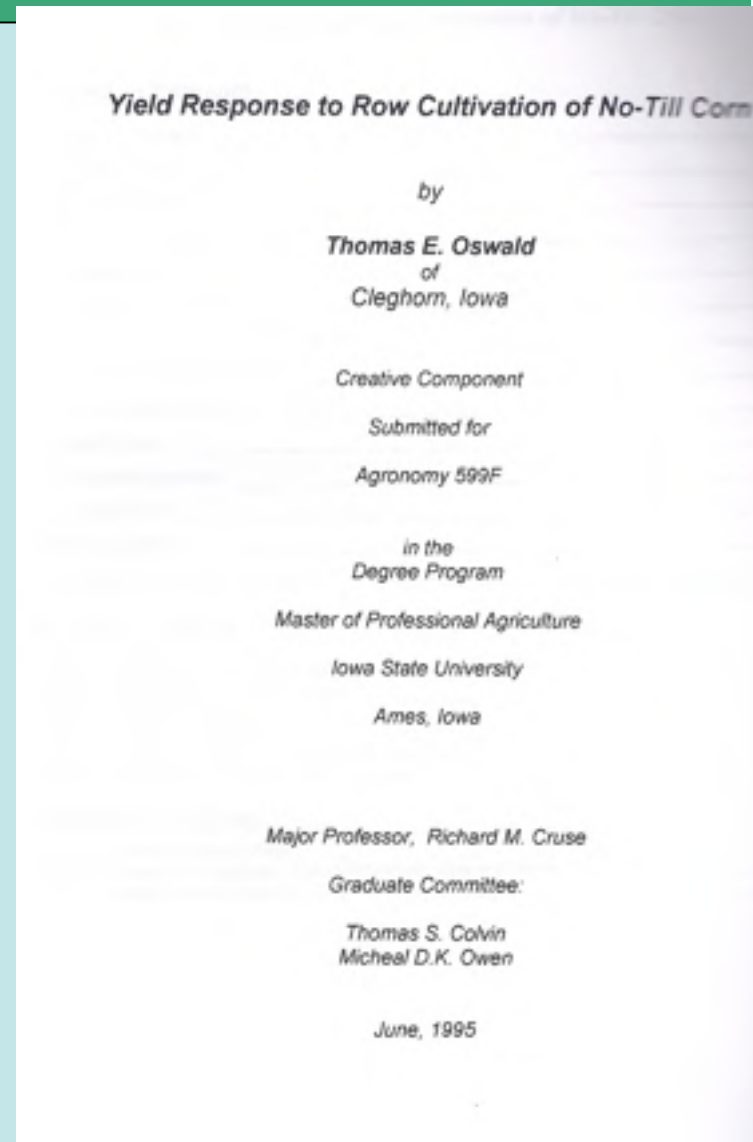 Yield Response to Row Cultivation of No-Till Corn
by
Thomas E. Oswald
of
Cleghorn, Iowa
Creative Component
Submitted for
Agronomy 599F
in the
Degree Program
Master of Professional Agriculture
Iowa State University
Ames, Iowa
Major Professor, Richard M. Cruse
Graduate Committee:
Thomas S. Colvin
Micheal D.K. Owen
June, 1995